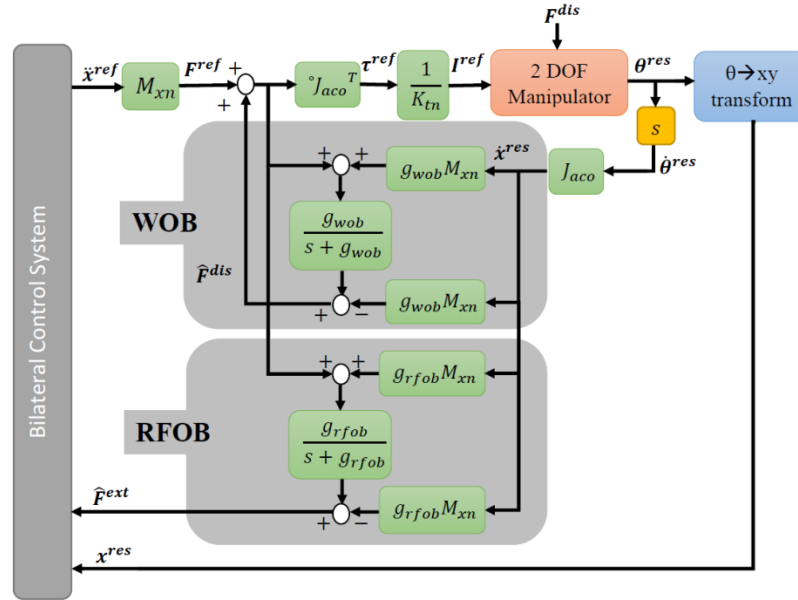 F^dis
ẍ^ref
F^ref
+
+
M_xn
°J_aco^T
τ^ref
1/K_tn
I^ref
2 DOF
Manipulator
θ^res
θ→xy
transform
s
θ̇^res
J_aco
ẋ^res
+ +
g_wob M_xn
WOB
g_wob/(s + g_wob)
F̂^dis
+ −
g_wob M_xn
Bilateral Control System
+ +
g_rfob M_xn
RFOB
g_rfob/(s + g_rfob)
F̂^ext
+ −
g_rfob M_xn
x^res